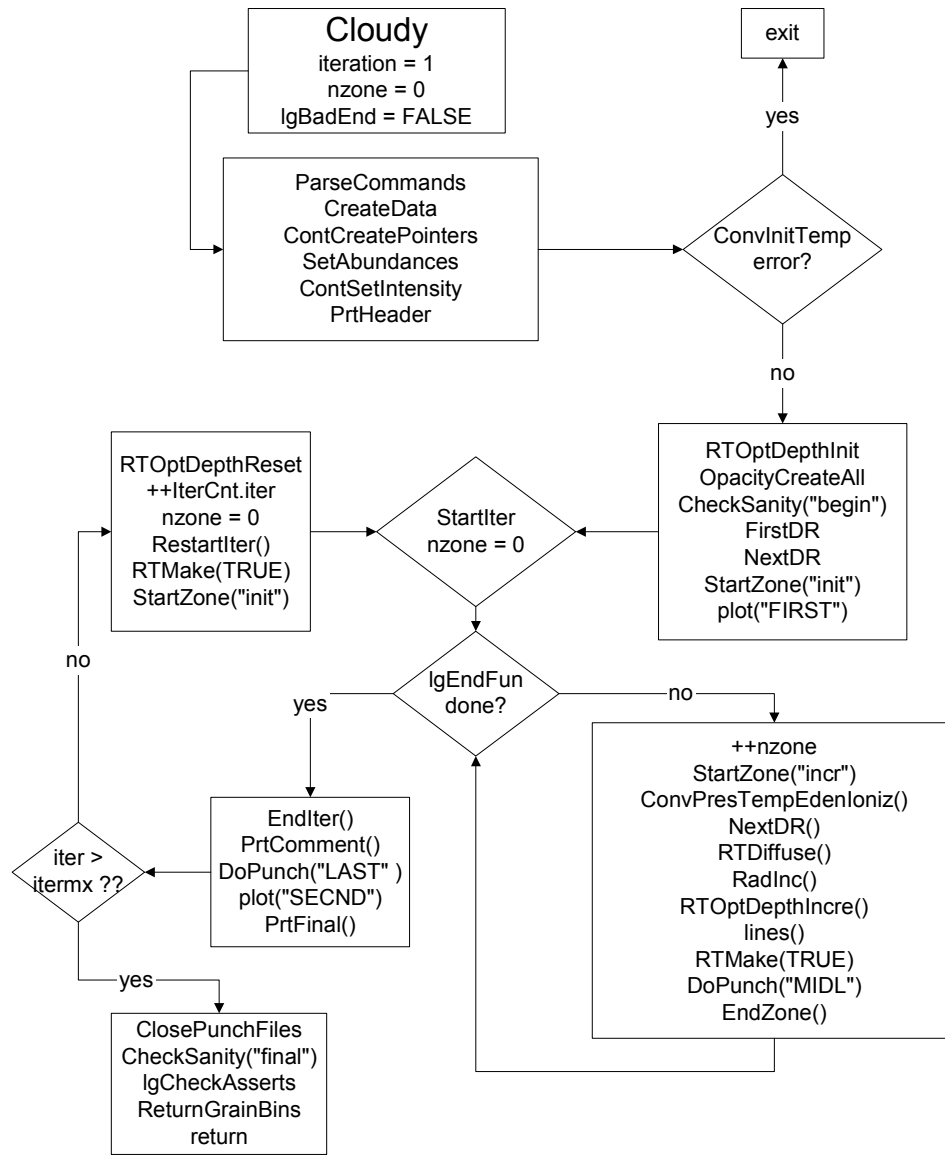 Cloudy
iteration = 1
nzone = 0
lgBadEnd = FALSE
exit
yes
ParseCommands
CreateData
ContCreatePointers
SetAbundances
ContSetIntensity
PrtHeader
ConvInitTemp
error?
no
RTOptDepthReset
++IterCnt.iter
nzone = 0
RestartIter()
RTMake(TRUE)
StartZone("init")
StartIter
nzone = 0
RTOptDepthInit
OpacityCreateAll
CheckSanity("begin")
FirstDR
NextDR
StartZone("init")
plot("FIRST")
no
yes
lgEndFun
done?
no
++nzone
StartZone("incr")
ConvPresTempEdenIoniz()
NextDR()
RTDiffuse()
RadInc()
RTOptDepthIncre()
lines()
RTMake(TRUE)
DoPunch("MIDL")
EndZone()
EndIter()
PrtComment()
DoPunch("LAST" )
plot("SECND")
PrtFinal()
iter >
itermx ??
yes
ClosePunchFiles
CheckSanity("final")
lgCheckAsserts
ReturnGrainBins
return